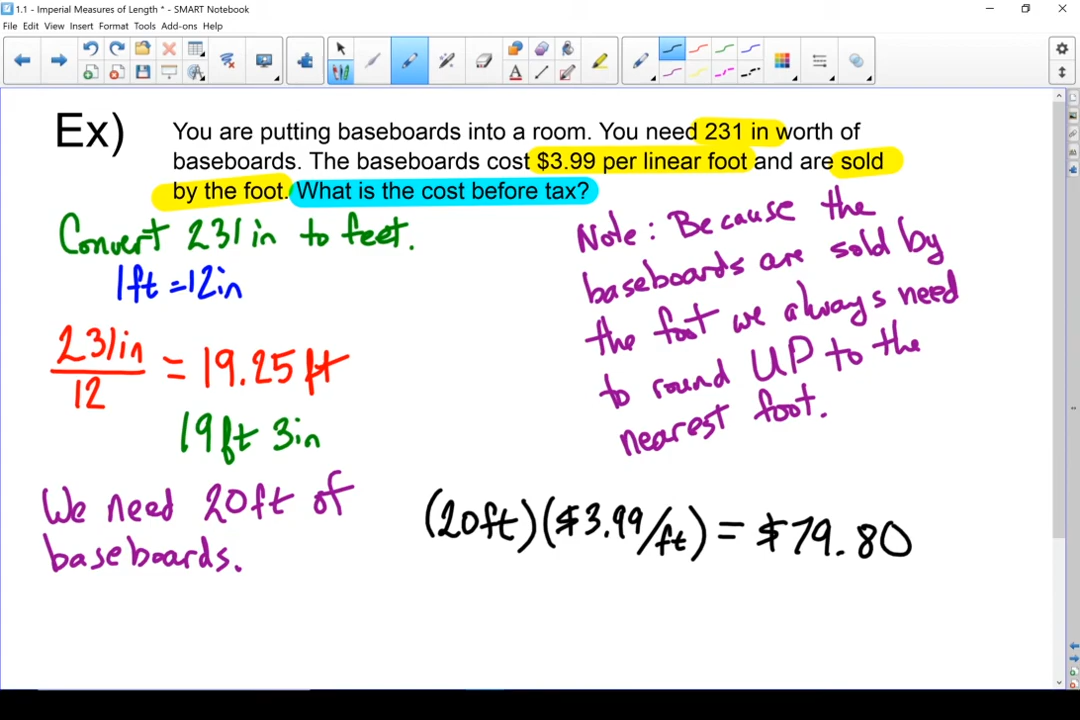 1.1 - Imperial Measures of Length * - SMART Notebook
File Edit View Insert Format Tools Add-ons Help
Ex)
You are putting baseboards into a room. You need 231 in worth of
baseboards. The baseboards cost $3.99 per linear foot and are sold
by the foot. What is the cost before tax?
Convert 231 in to feet.
1ft = 12in
231in
12
= 19.25 ft
19ft 3in
We need 20ft of
baseboards.
Note: Because the
baseboards are sold by
the foot we always need
to round UP to the
nearest foot.
(20ft)($3.99/ft) = $79.80